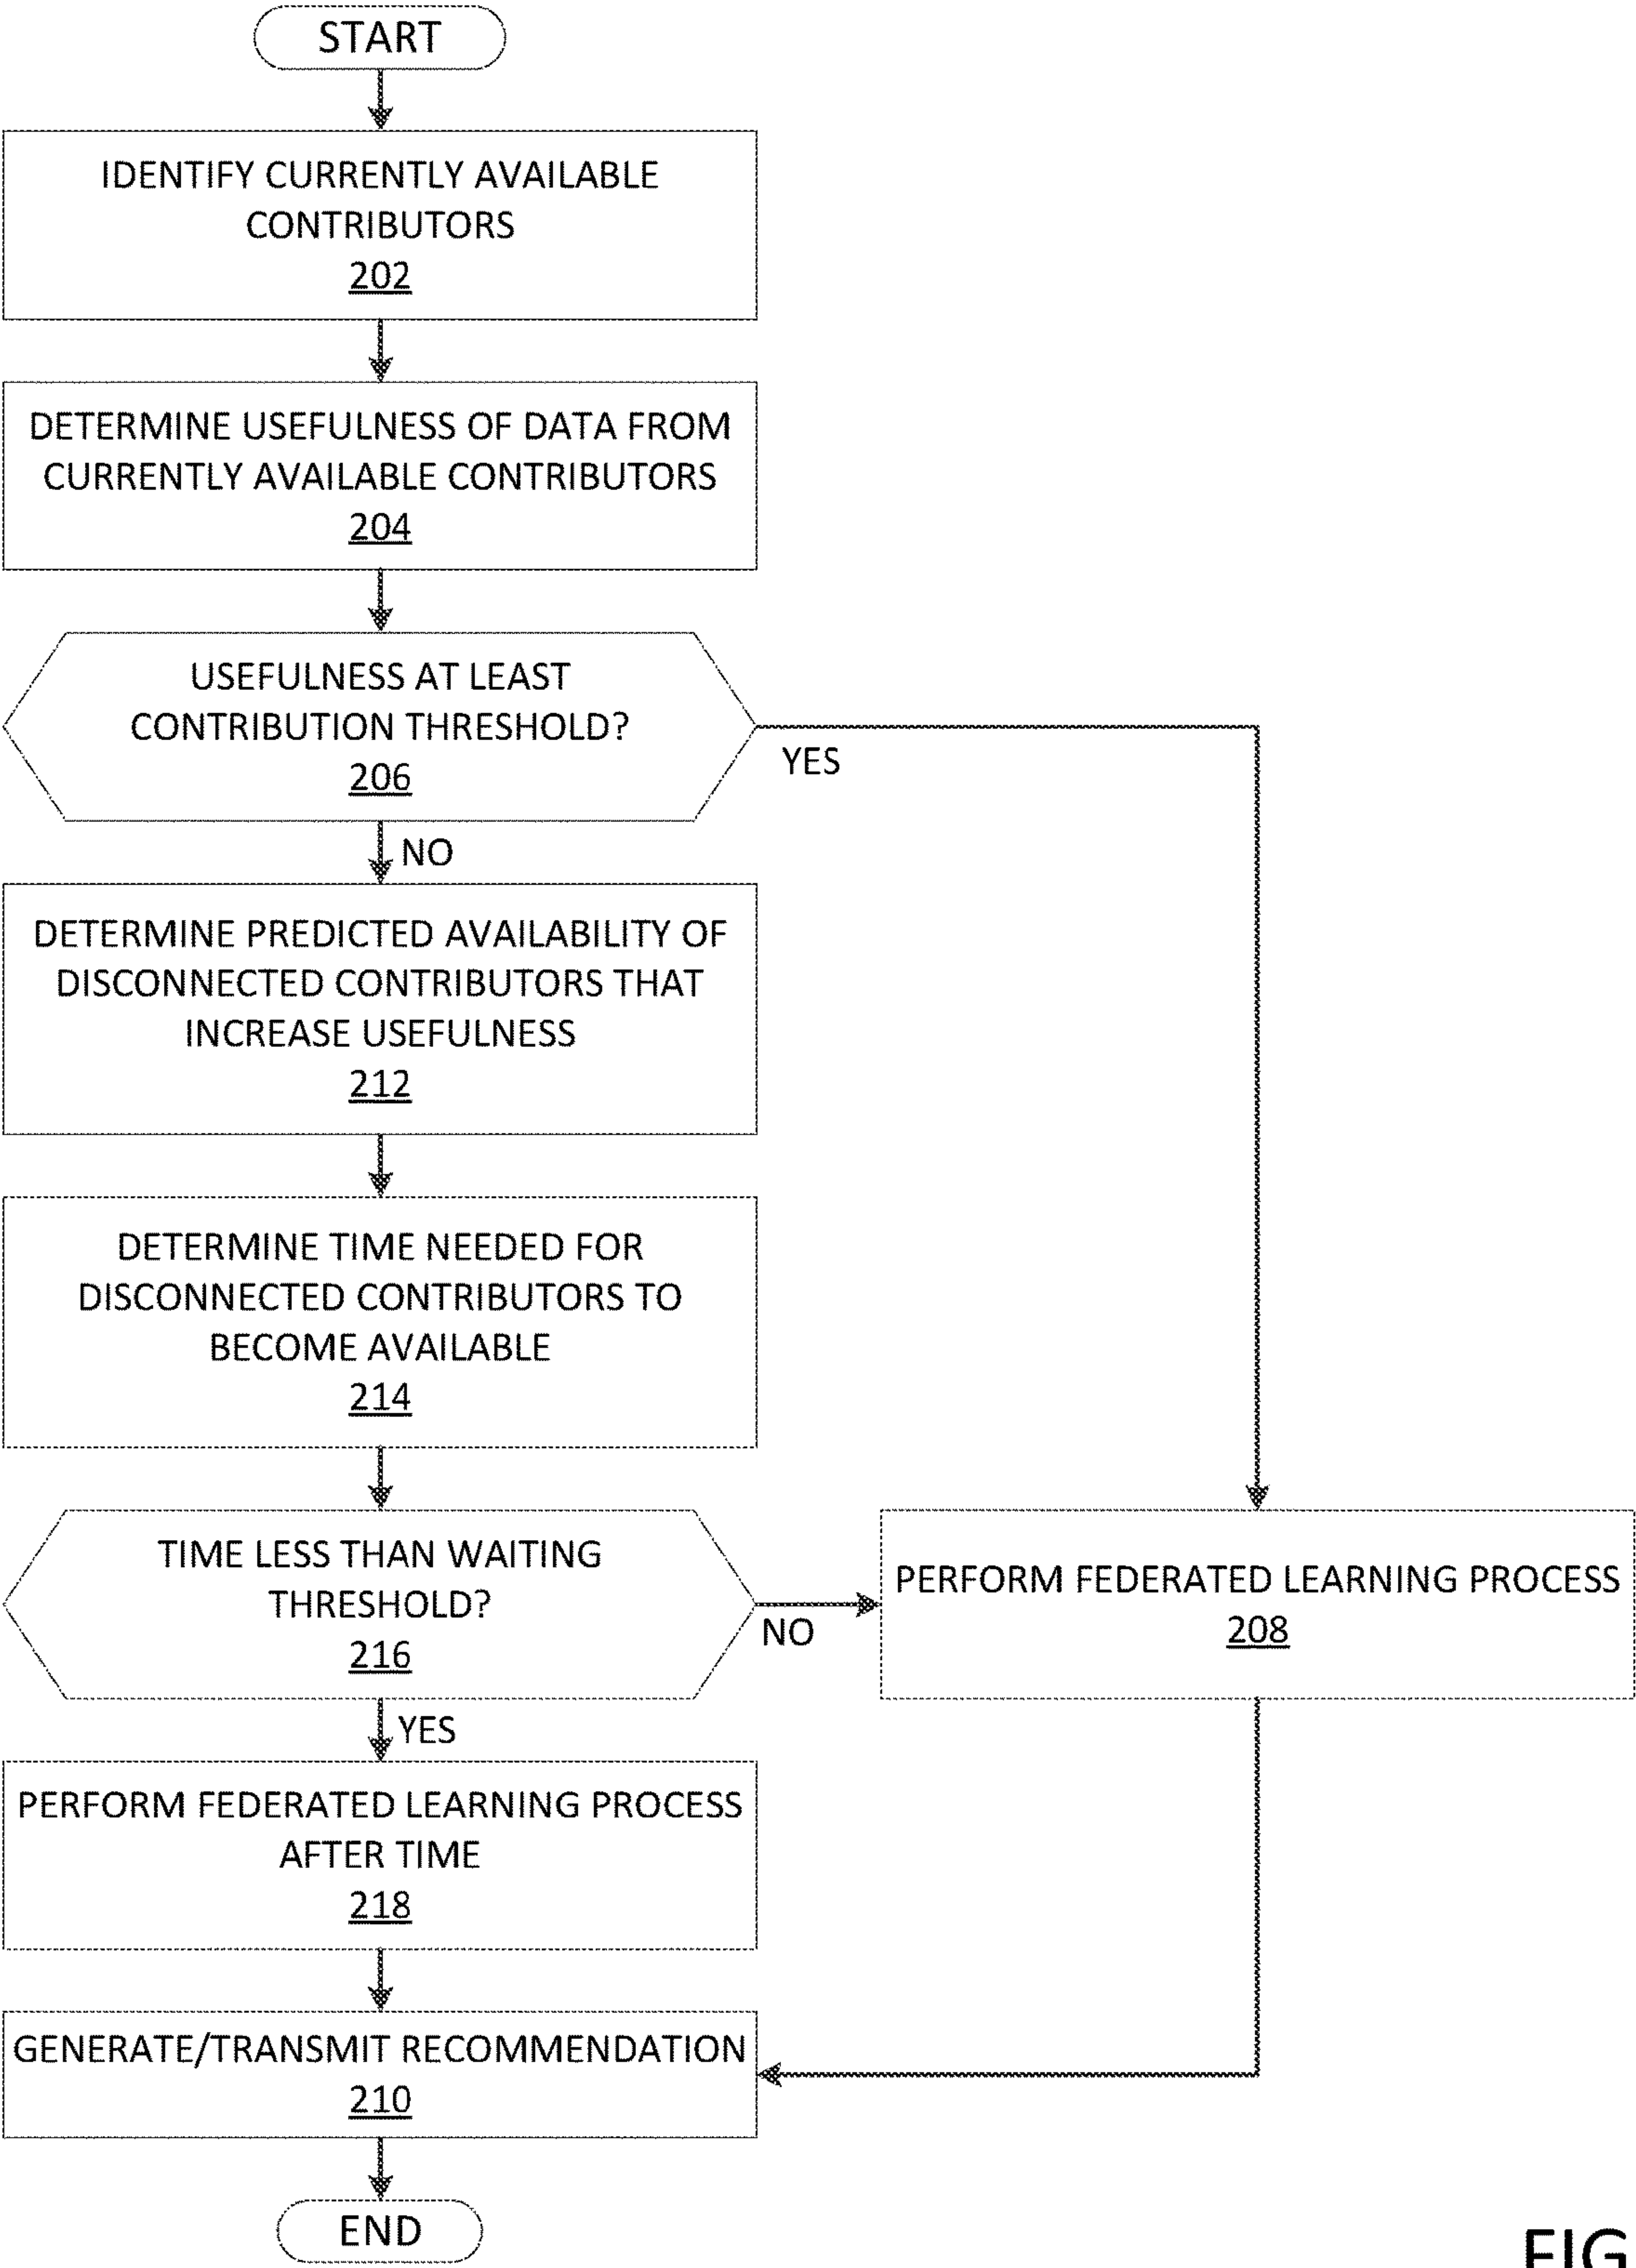 START
IDENTIFY CURRENTLY AVAILABLE
CONTRIBUTORS
202
DETERMINE USEFULNESS OF DATA FROM
CURRENTLY AVAILABLE CONTRIBUTORS
204
USEFULNESS AT LEAST
CONTRIBUTION THRESHOLD?
206
YES
NO
DETERMINE PREDICTED AVAILABILITY OF
DISCONNECTED CONTRIBUTORS THAT
INCREASE USEFULNESS
212
DETERMINE TIME NEEDED FOR
DISCONNECTED CONTRIBUTORS TO
BECOME AVAILABLE
214
TIME LESS THAN WAITING
THRESHOLD?
216
NO
PERFORM FEDERATED LEARNING PROCESS
208
YES
PERFORM FEDERATED LEARNING PROCESS
AFTER TIME
218
GENERATE/TRANSMIT RECOMMENDATION
210
END
FIG